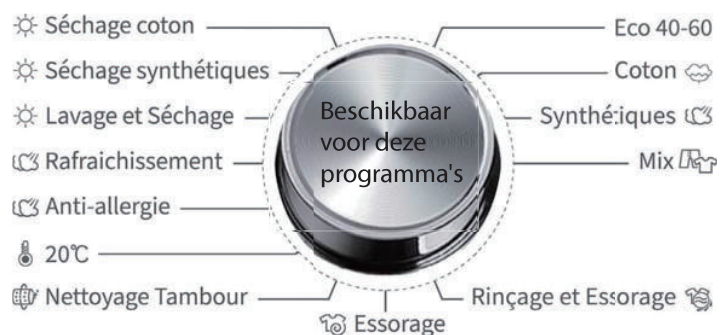 Séchage coton
Séchage synthétiques
Lavage et Séchage
Rafraichissement
Anti-allergie
20℃
Nettoyage Tambour
Essorage
Beschikbaar
voor deze
programma's
Eco 40-60
Coton
Synthé:iques
Mix
Rinçage et Essorage